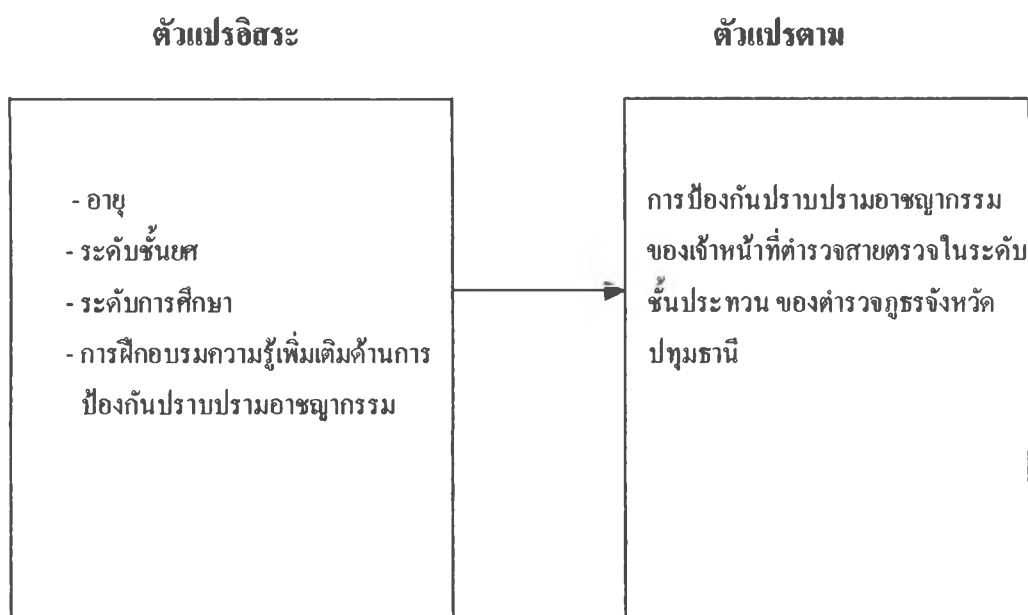 ตัวแปรอิสระ
ตัวแปรตาม
- อายุ
- ระดับชั้นยศ
- ระดับการศึกษา
- การฝึกอบรมความรู้เพิ่มเติมด้านการ
ป้องกันปราบปรามอาชญากรรม
การป้องกันปราบปรามอาชญากรรม
ของเจ้าหน้าที่ตำรวจสายตรวจในระดับ
ชั้นประทวน ของตำรวจภูธรจังหวัด
ปทุมธานี